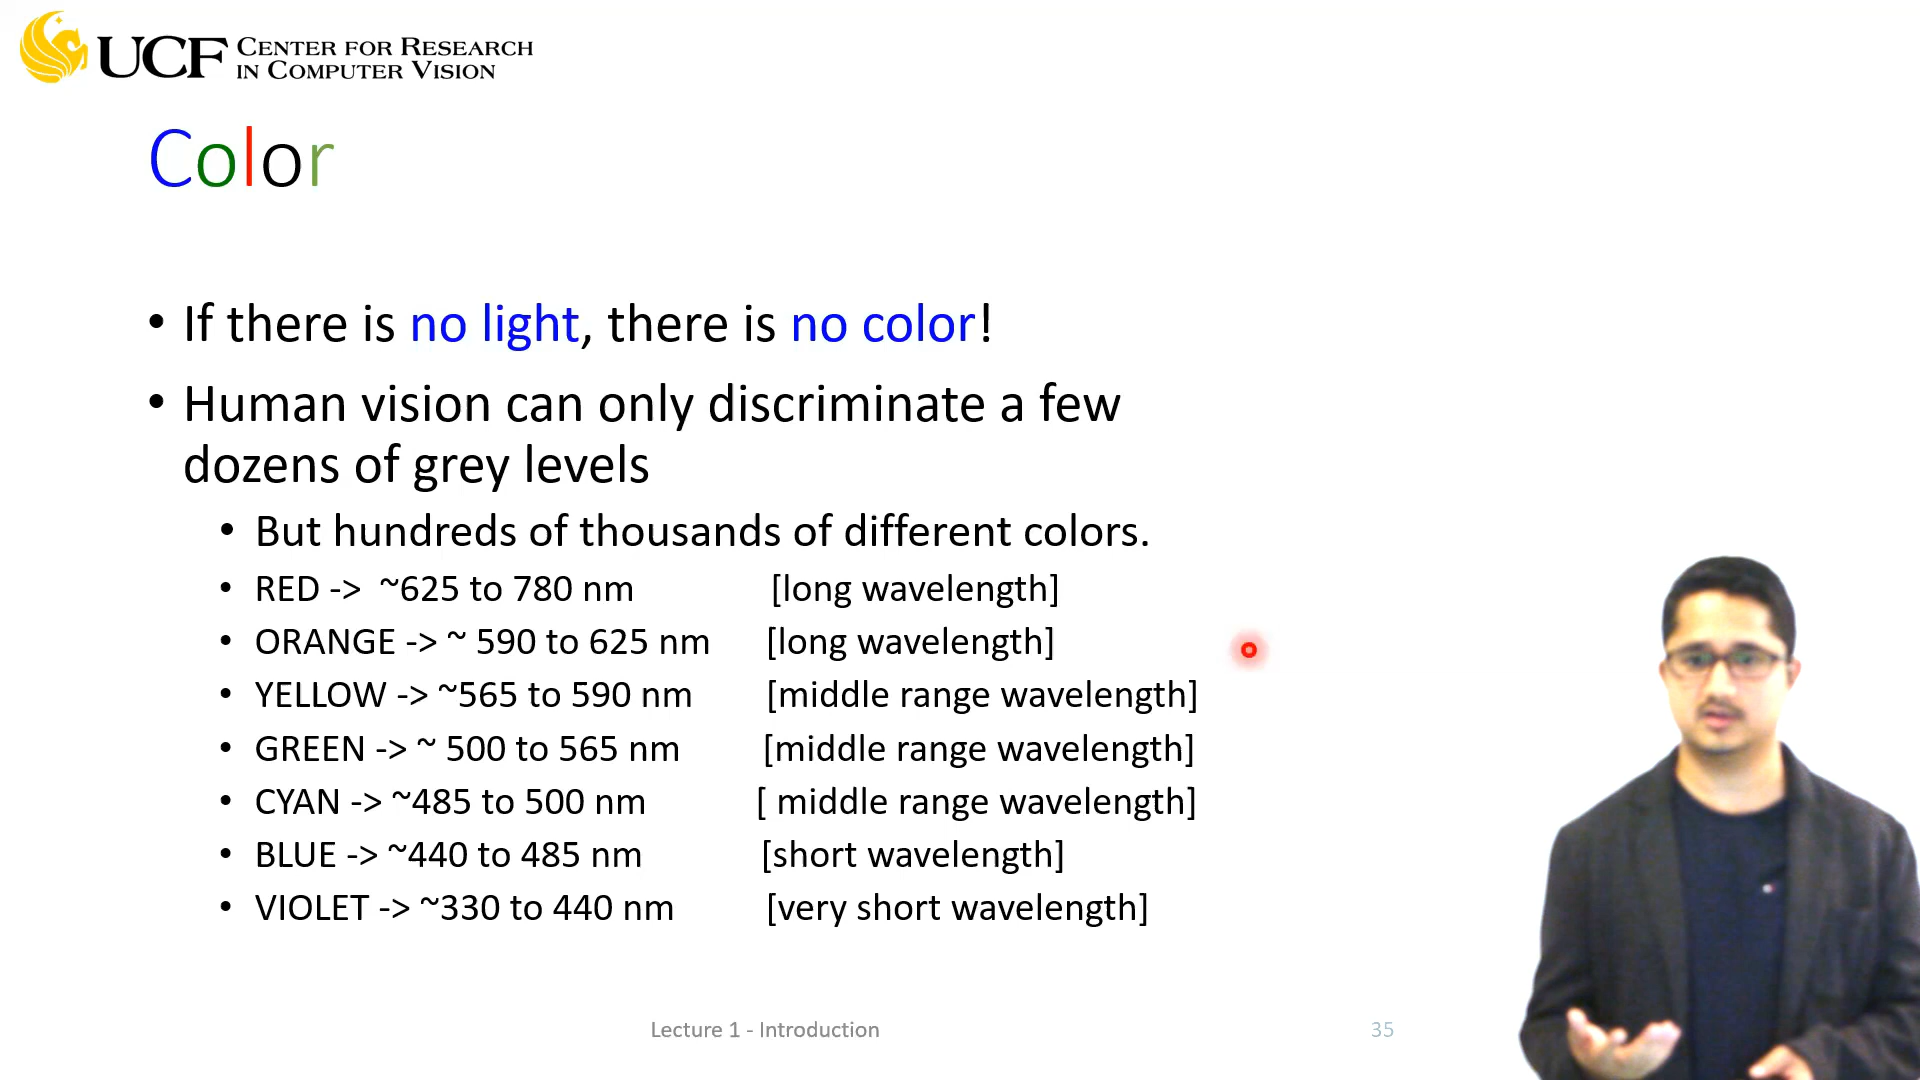 UCF CENTER FOR RESEARCH
IN COMPUTER VISION
Color
• If there is no light, there is no color!
• Human vision can only discriminate a few
dozens of grey levels
• But hundreds of thousands of different colors.
• RED -> ~625 to 780 nm [long wavelength]
• ORANGE -> ~ 590 to 625 nm [long wavelength]
• YELLOW -> ~565 to 590 nm [middle range wavelength]
• GREEN -> ~ 500 to 565 nm [middle range wavelength]
• CYAN -> ~485 to 500 nm [ middle range wavelength]
• BLUE -> ~440 to 485 nm [short wavelength]
• VIOLET -> ~330 to 440 nm [very short wavelength]
Lecture 1 - Introduction 35